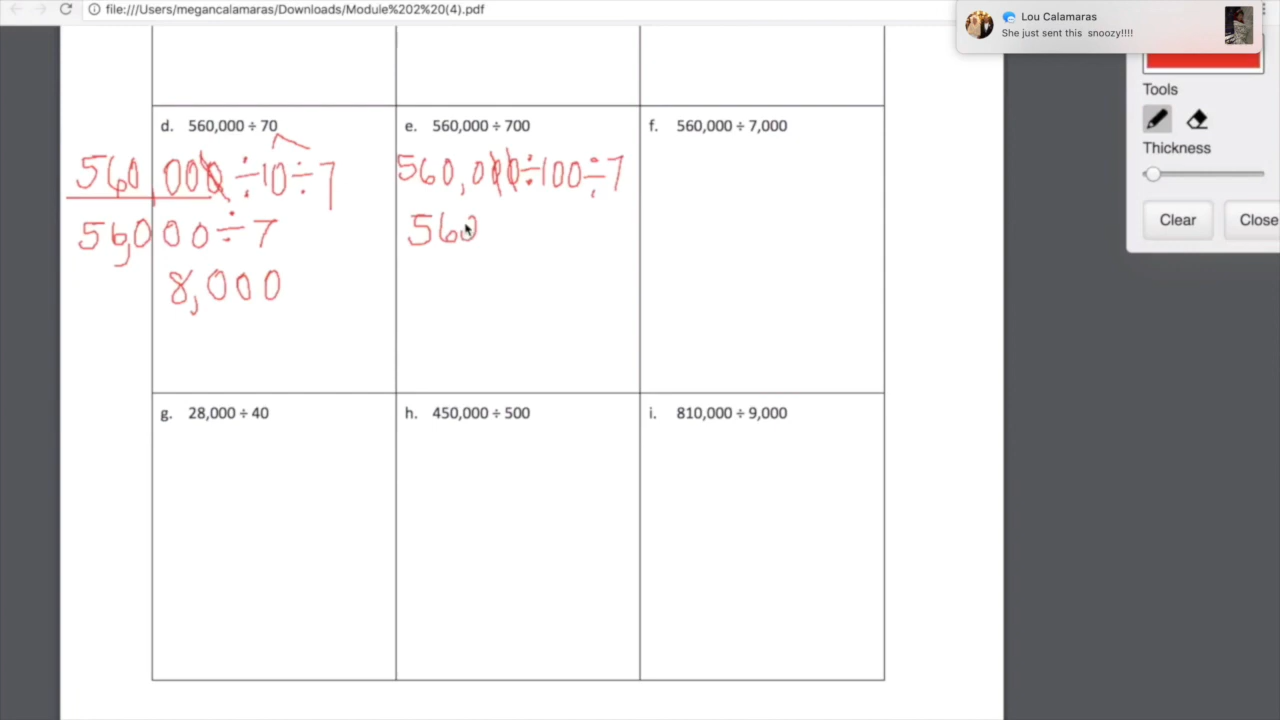 file:///Users/megancalamaras/Downloads/Module%202%20(4).pdf
Lou Calamaras
She just sent this snoozy!!!!
Tools
Thickness
Clear
Close
d. 560,000 ÷ 70
560 000 ÷ 10 ÷ 7
56,000 ÷ 7
8,000
e. 560,000 ÷ 700
560,000 ÷ 100 ÷ 7
560
f. 560,000 ÷ 7,000
g. 28,000 ÷ 40
h. 450,000 ÷ 500
i. 810,000 ÷ 9,000